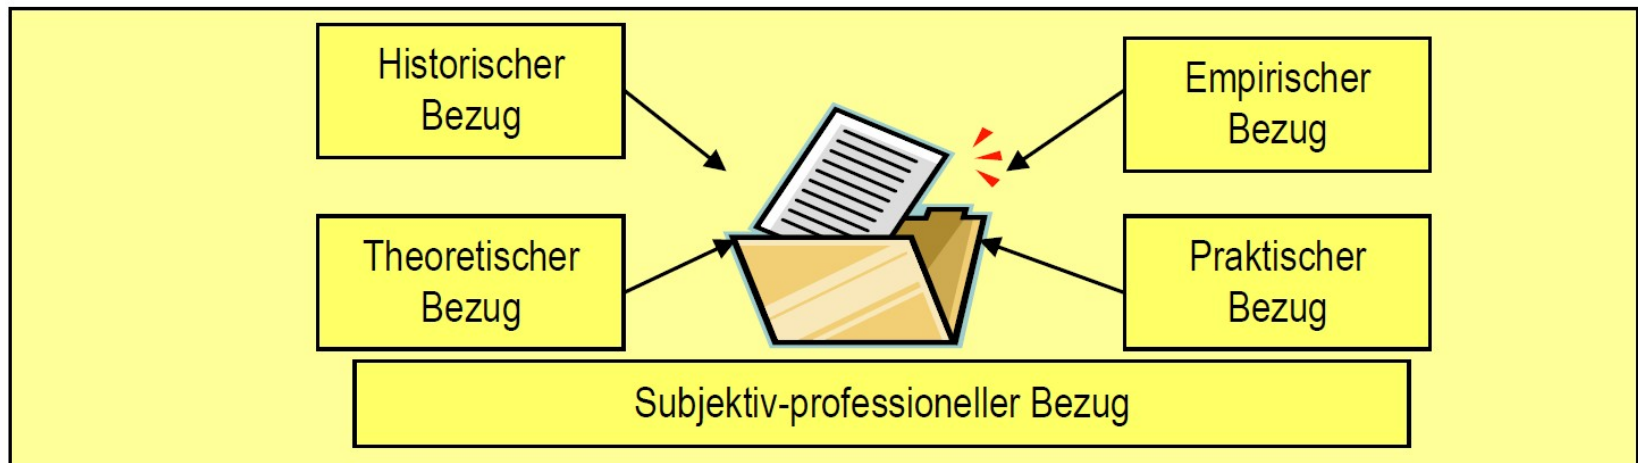 Historischer
Bezug
Empirischer
Bezug
Theoretischer
Bezug
Praktischer
Bezug
Subjektiv-professioneller Bezug